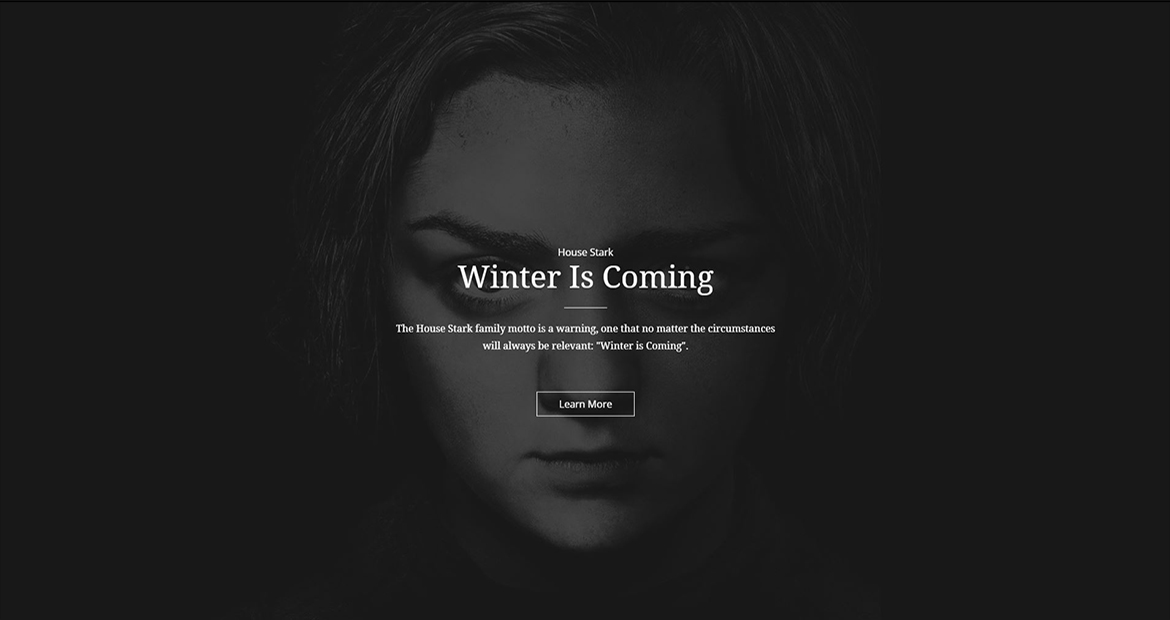 House Stark
Winter Is Coming
The House Stark family motto is a warning, one that no matter the circumstances
will always be relevant: "Winter is Coming".
Learn More